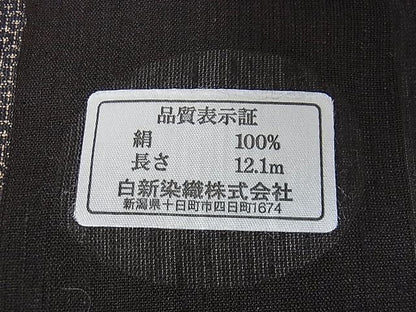 品質表示証
絹 100%
長さ 12.1m
白新染織株式会社
新潟県十日町市四日町1674